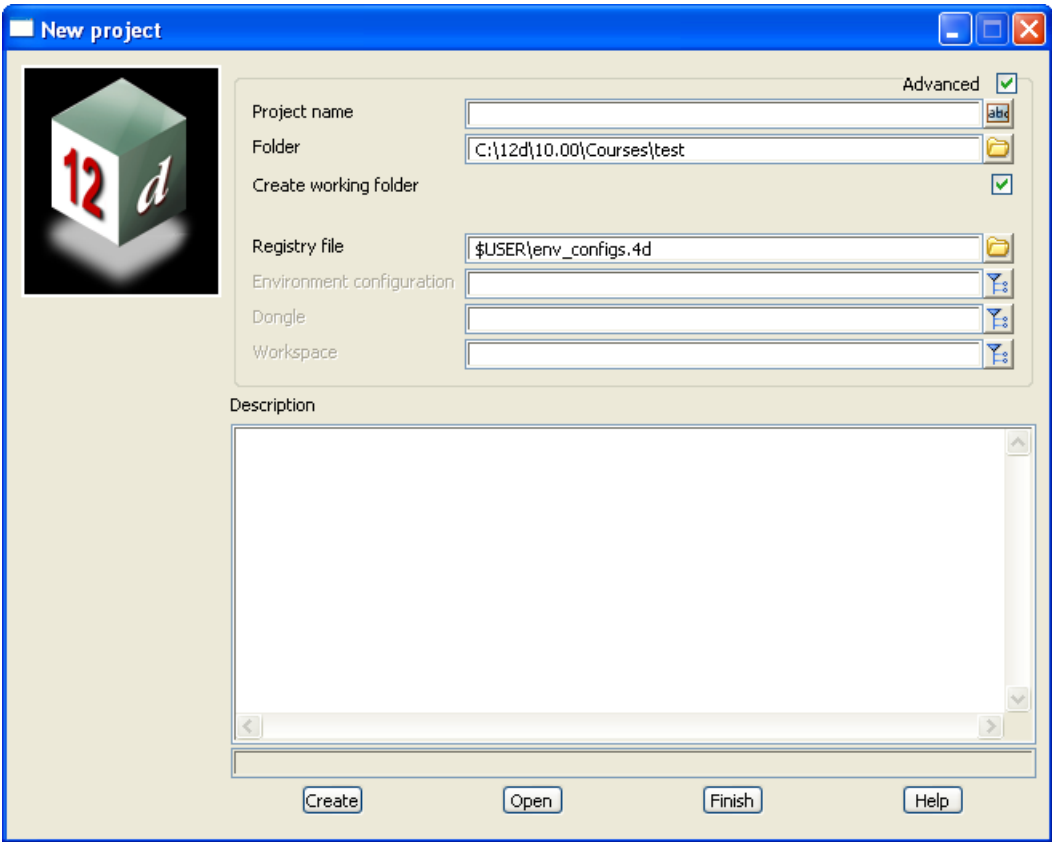 New project
12 d
Advanced
Project name abc
Folder C:\12d\10.00\Courses\test
Create working folder
Registry file $USER\env_configs.4d
Environment configuration
Dongle
Workspace
Description
Create Open Finish Help